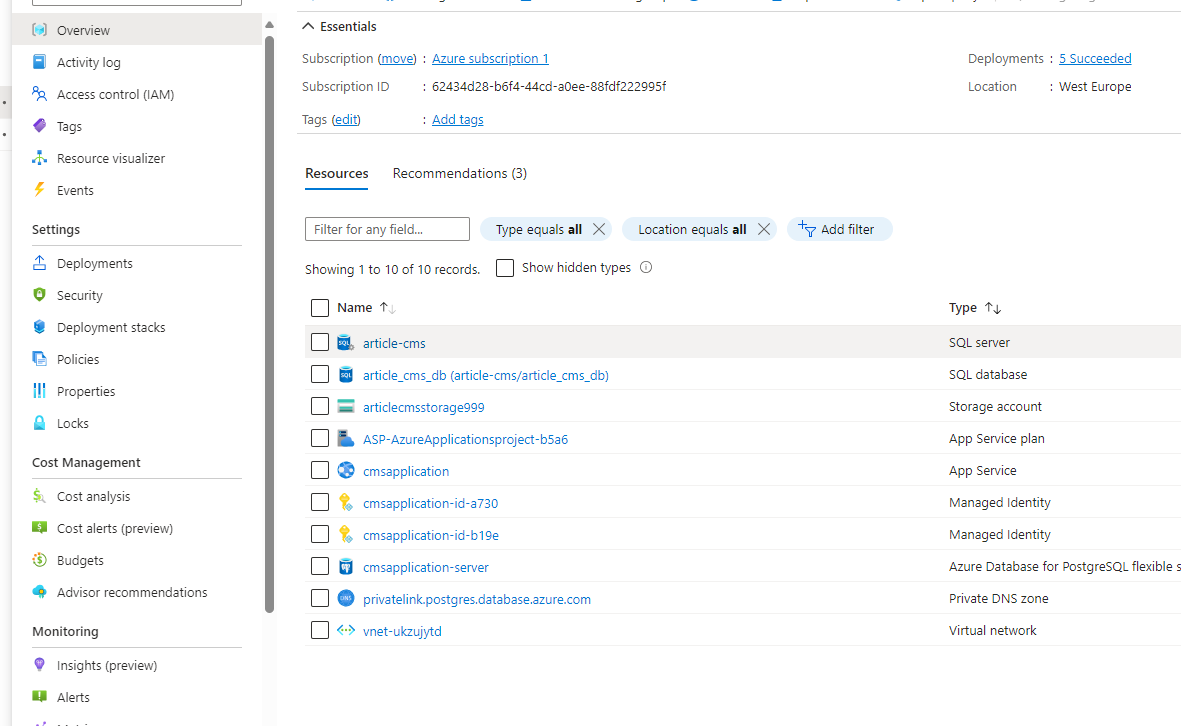 Overview
Activity log
Access control (IAM)
Tags
Resource visualizer
Events
Settings
Deployments
Security
Deployment stacks
Policies
Properties
Locks
Cost Management
Cost analysis
Cost alerts (preview)
Budgets
Advisor recommendations
Monitoring
Insights (preview)
Alerts
Essentials
Subscription (move) : Azure subscription 1
Subscription ID : 62434d28-b6f4-44cd-a0ee-88fdf222995f
Tags (edit) : Add tags
Deployments : 5 Succeeded
Location : West Europe
Resources Recommendations (3)
Filter for any field... Type equals all Location equals all Add filter
Showing 1 to 10 of 10 records. Show hidden types
Name Type
article-cms SQL server
article_cms_db (article-cms/article_cms_db) SQL database
articlecmsstorage999 Storage account
ASP-AzureApplicationsproject-b5a6 App Service plan
cmsapplication App Service
cmsapplication-id-a730 Managed Identity
cmsapplication-id-b19e Managed Identity
cmsapplication-server Azure Database for PostgreSQL flexible s
privatelink.postgres.database.azure.com Private DNS zone
vnet-ukzujytd Virtual network